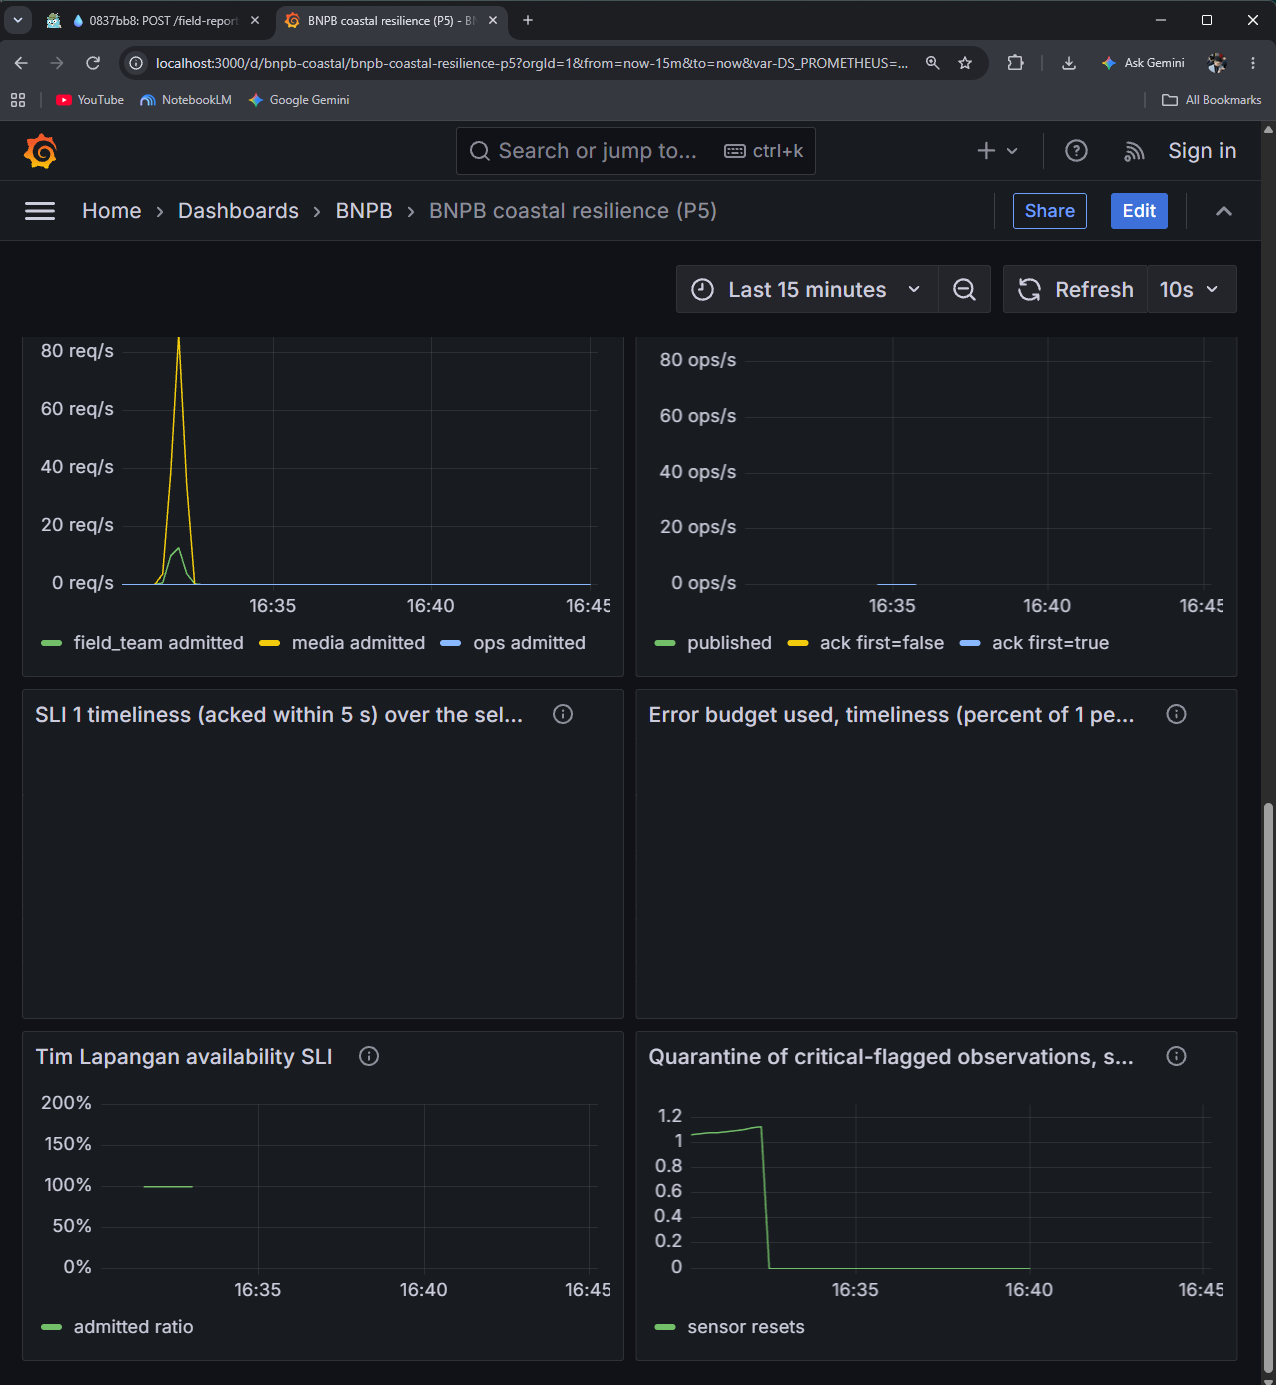 0837bb8: POST /field-report
BNPB coastal resilience (P5) - BN
localhost:3000/d/bnpb-coastal/bnpb-coastal-resilience-p5?orgId=1&from=now-15m&to=now&var-DS_PROMETHEUS=...
Ask Gemini
YouTube
NotebookLM
Google Gemini
All Bookmarks
Search or jump to...
ctrl+k
Sign in
Home › Dashboards › BNPB › BNPB coastal resilience (P5)
Share
Edit
Last 15 minutes
Refresh
10s
80 req/s
60 req/s
40 req/s
20 req/s
0 req/s
16:35 16:40 16:45
field_team admitted media admitted ops admitted
80 ops/s
60 ops/s
40 ops/s
20 ops/s
0 ops/s
16:35 16:40 16:45
published ack first=false ack first=true
SLI 1 timeliness (acked within 5 s) over the sel...
Error budget used, timeliness (percent of 1 pe...
Tim Lapangan availability SLI
200%
150%
100%
50%
0%
16:35 16:40 16:45
admitted ratio
Quarantine of critical-flagged observations, s...
1.2
1
0.8
0.6
0.4
0.2
0
16:35 16:40 16:45
sensor resets